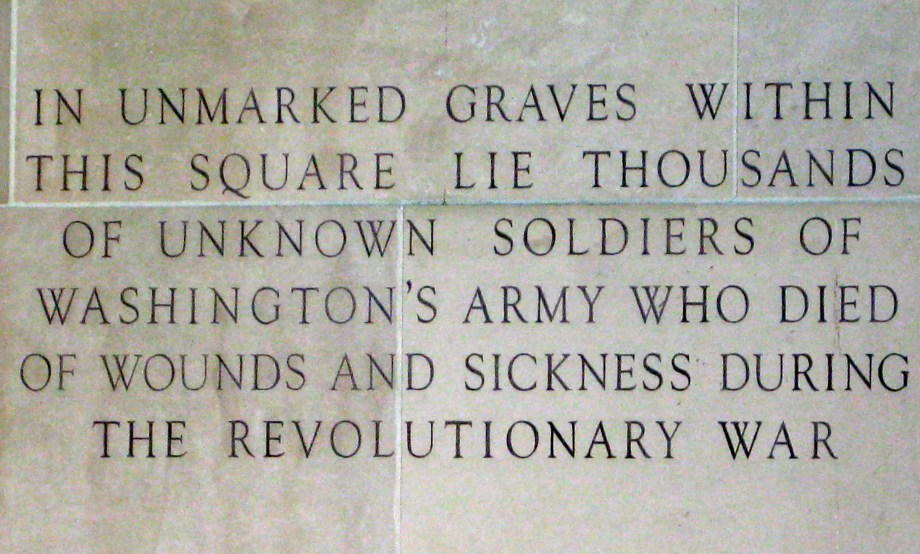 IN UNMARKED GRAVES WITHIN
THIS SQUARE LIE THOUSANDS
OF UNKNOWN SOLDIERS OF
WASHINGTON'S ARMY WHO DIED
OF WOUNDS AND SICKNESS DURING
THE REVOLUTIONARY WAR